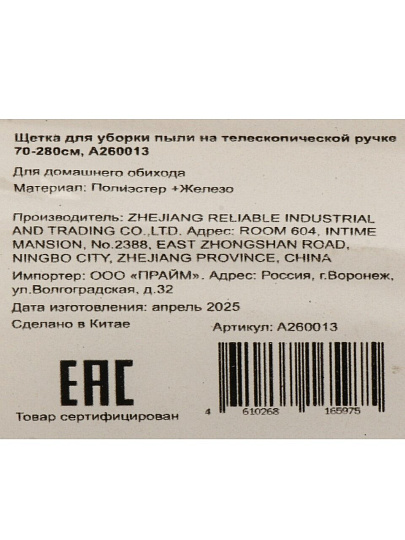 Щетка для уборки пыли на телескопической ручке
70-280см, А260013
Для домашнего обихода
Материал: Полиэстер +Железо
Производитель: ZHEJIANG RELIABLE INDUSTRIAL
AND TRADING CO.,LTD. Адрес: ROOM 604, INTIME
MANSION, No.2388, EAST ZHONGSHAN ROAD,
NINGBO CITY, ZHEJIANG PROVINCE, CHINA
Импортер: ООО «ПРАЙМ». Адрес: Россия, г.Воронеж,
ул.Волгоградская, д.32
Дата изготовления: апрель 2025
Сделано в Китае
Артикул: А260013
EAC
Товар сертифицирован
4 610268 165975